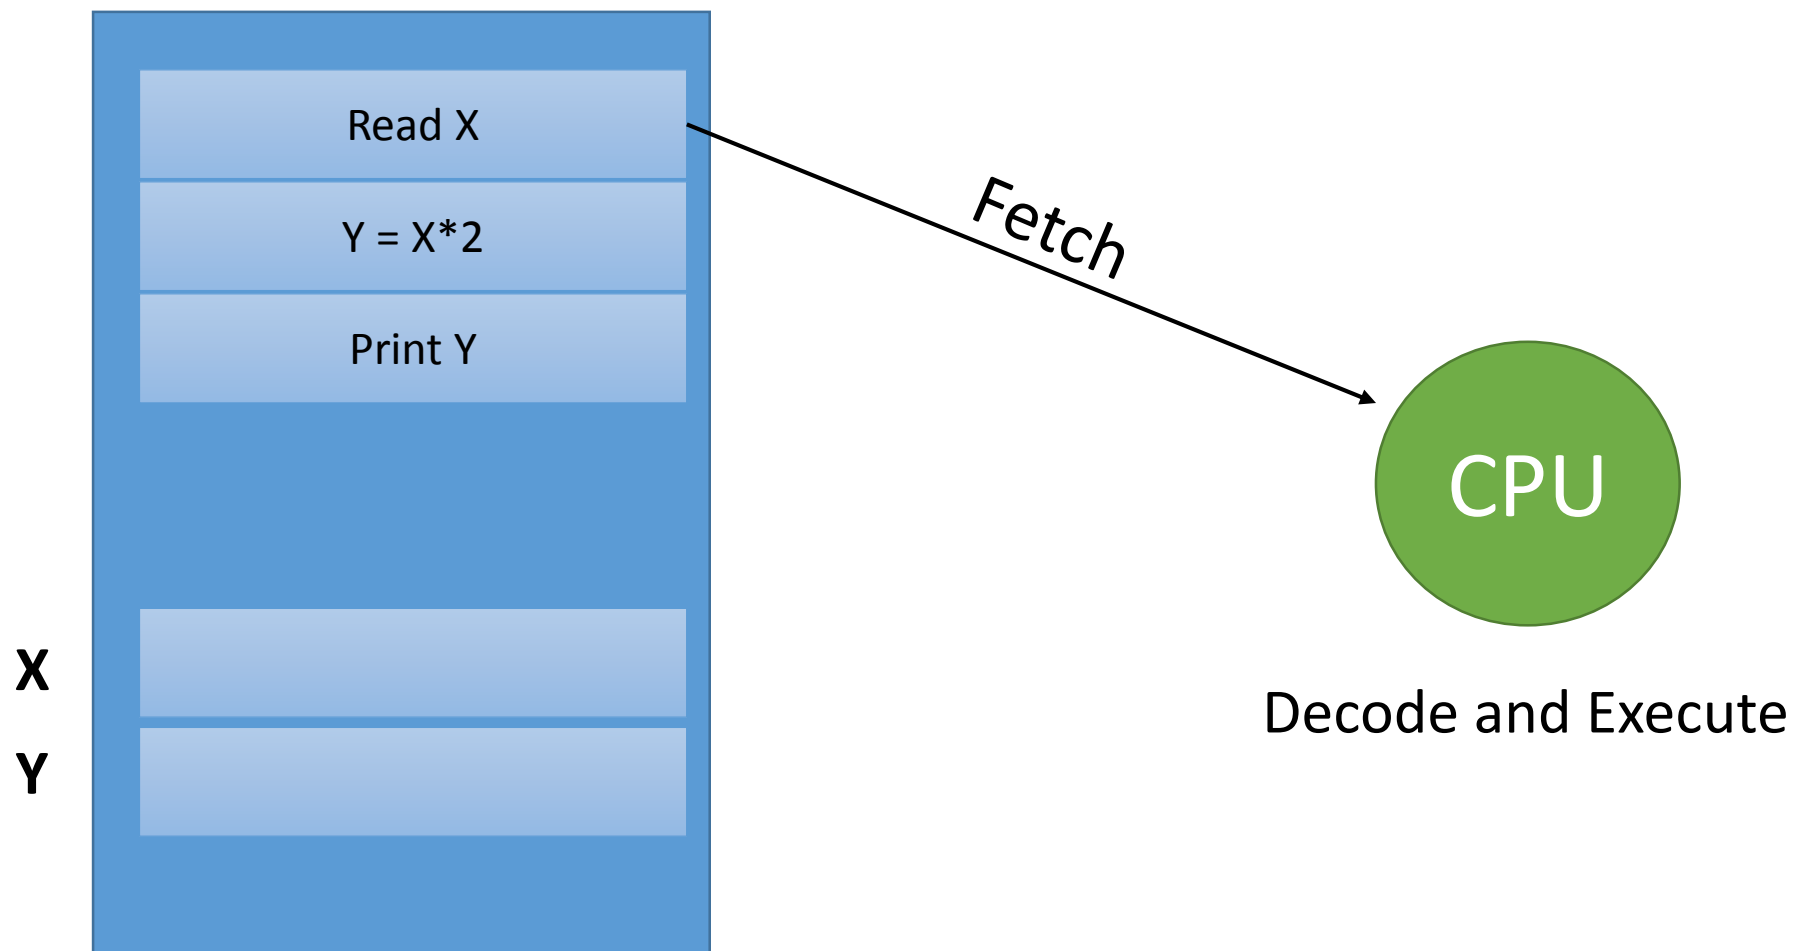 Read X
Y = X*2
Print Y
Fetch
CPU
Decode and Execute
X
Y